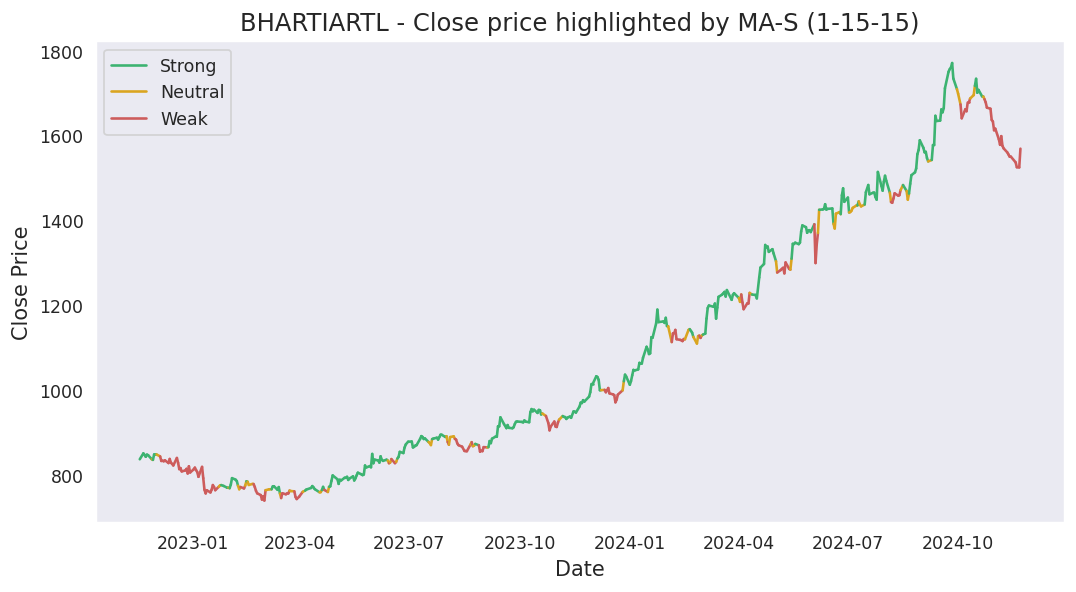 BHARTIARTL - Close price highlighted by MA-S (1-15-15)
Strong
Neutral
Weak
1800
1600
1400
1200
1000
800
Close Price
2023-01 2023-04 2023-07 2023-10 2024-01 2024-04 2024-07 2024-10
Date